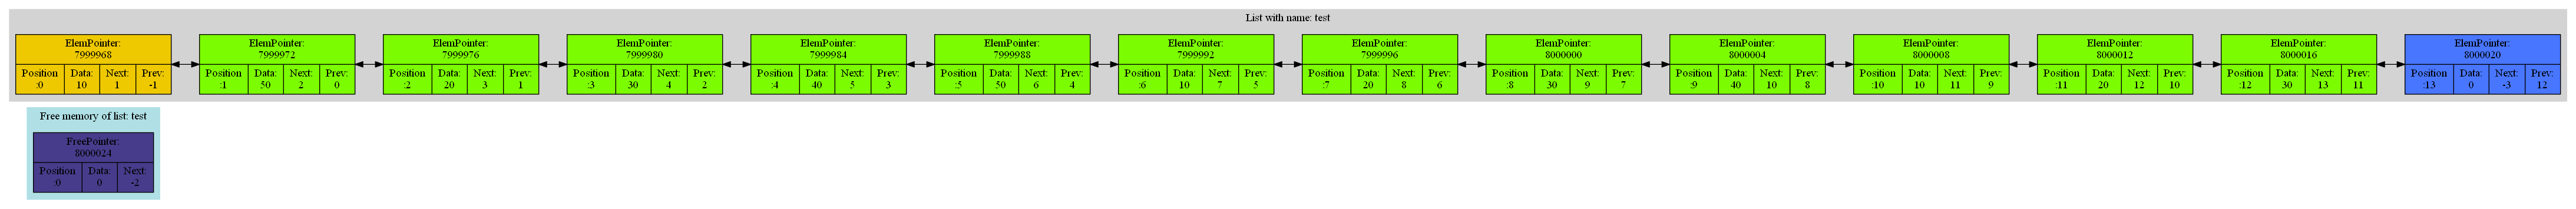 List with name: test
ElemPointer:
7999968
Position
:0
Data:
10
Next:
1
Prev:
-1
ElemPointer:
7999972
Position
:1
Data:
50
Next:
2
Prev:
0
ElemPointer:
7999976
Position
:2
Data:
20
Next:
3
Prev:
1
ElemPointer:
7999980
Position
:3
Data:
30
Next:
4
Prev:
2
ElemPointer:
7999984
Position
:4
Data:
40
Next:
5
Prev:
3
ElemPointer:
7999988
Position
:5
Data:
50
Next:
6
Prev:
4
ElemPointer:
7999992
Position
:6
Data:
10
Next:
7
Prev:
5
ElemPointer:
7999996
Position
:7
Data:
20
Next:
8
Prev:
6
ElemPointer:
8000000
Position
:8
Data:
30
Next:
9
Prev:
7
ElemPointer:
8000004
Position
:9
Data:
40
Next:
10
Prev:
8
ElemPointer:
8000008
Position
:10
Data:
10
Next:
11
Prev:
9
ElemPointer:
8000012
Position
:11
Data:
20
Next:
12
Prev:
10
ElemPointer:
8000016
Position
:12
Data:
30
Next:
13
Prev:
11
ElemPointer:
8000020
Position
:13
Data:
0
Next:
-3
Prev:
12
Free memory of list: test
FreePointer:
8000024
Position
:0
Data:
0
Next:
-2